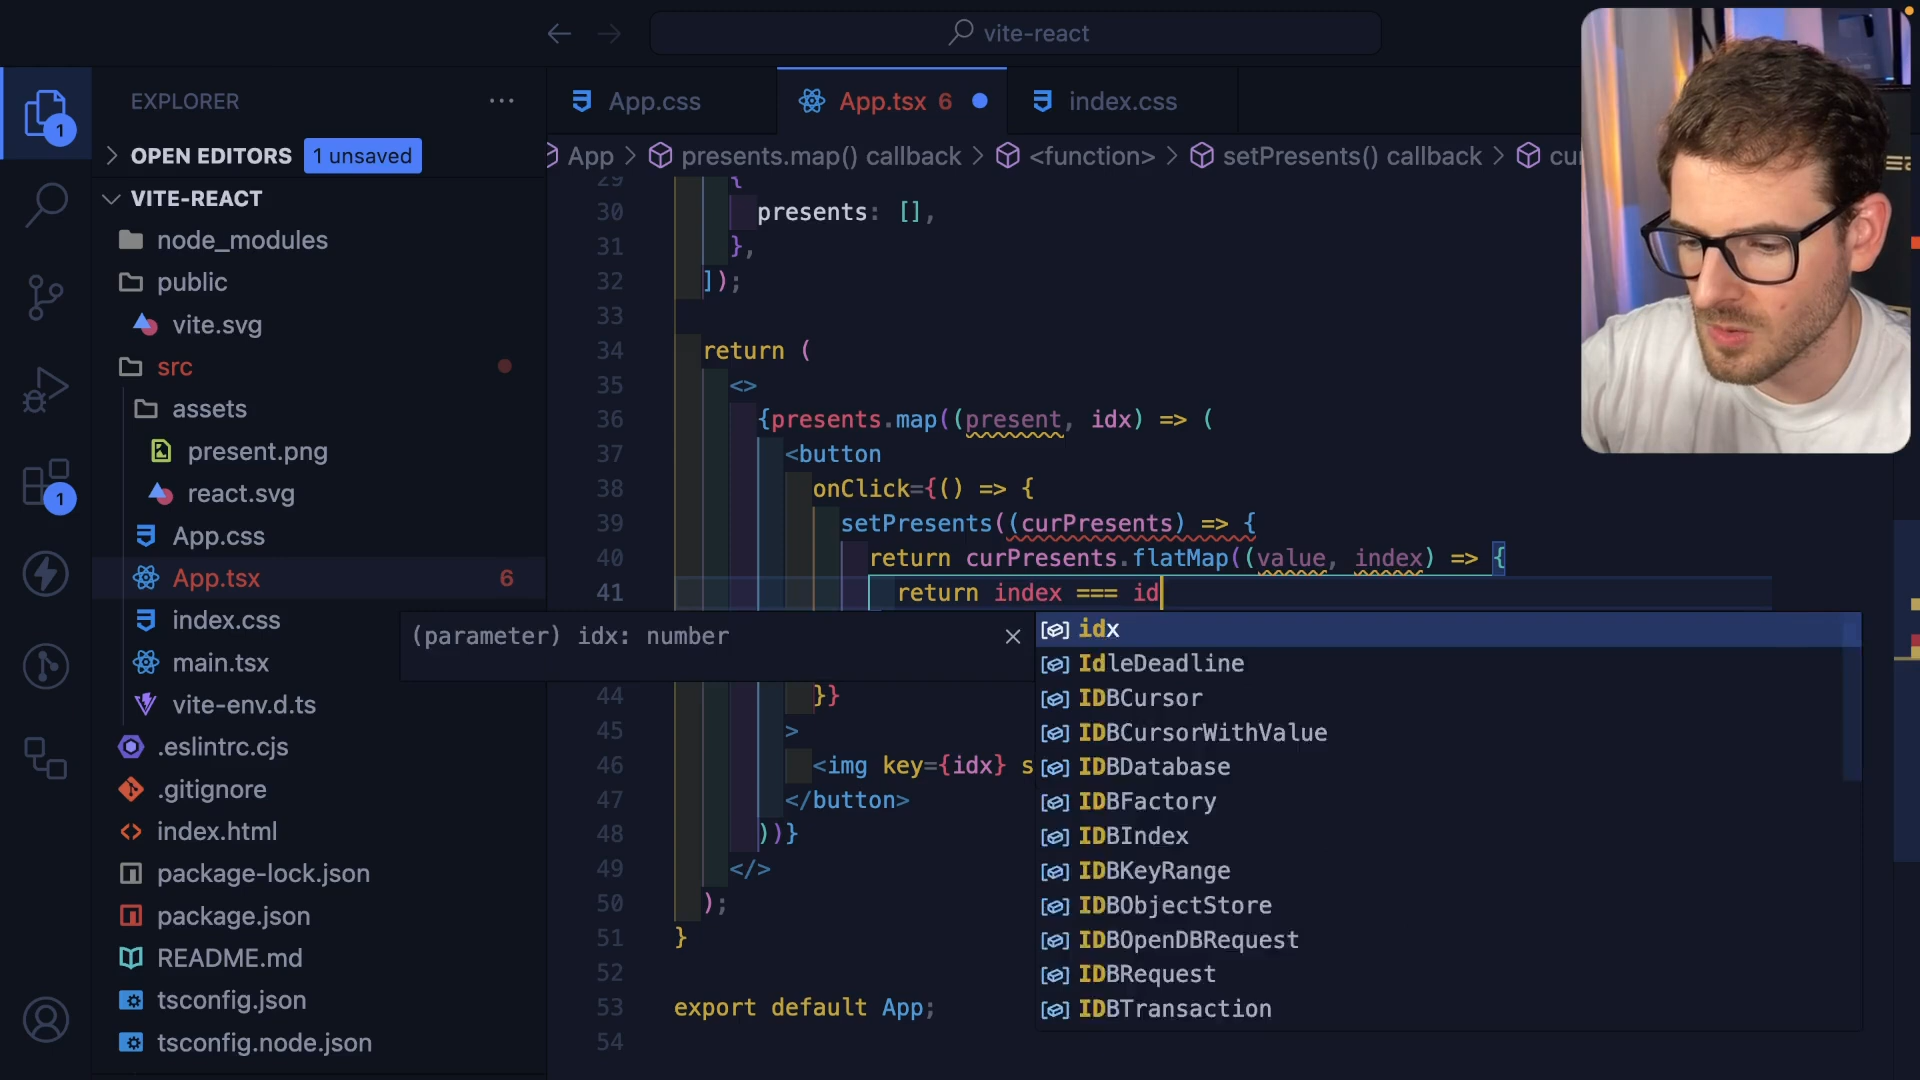 vite-react
EXPLORER
OPEN EDITORS
1 unsaved
VITE-REACT
node_modules
public
vite.svg
src
assets
present.png
react.svg
App.css
App.tsx 6
index.css
main.tsx
vite-env.d.ts
.eslintrc.cjs
.gitignore
index.html
package-lock.json
package.json
README.md
tsconfig.json
tsconfig.node.json
1
1
App.css
App.tsx 6
index.css
App > presents.map() callback > <function> > setPresents() callback >
29 {
30 presents: [],
31 },
32 ]);
33
34 return (
35 <>
36 {presents.map((present, idx) => (
37 <button
38 onClick={() => {
39 setPresents((curPresents) => {
40 return curPresents.flatMap((value, index) => {
41 return index === id
(parameter) idx: number
idx
IdleDeadline
IDBCursor
IDBCursorWithValue
IDBDatabase
IDBFactory
IDBIndex
IDBKeyRange
IDBObjectStore
IDBOpenDBRequest
IDBRequest
IDBTransaction
44 }}
45 >
46 <img key={idx} s
47 </button>
48 ))}
49 </>
50 );
51 }
52
53 export default App;
54